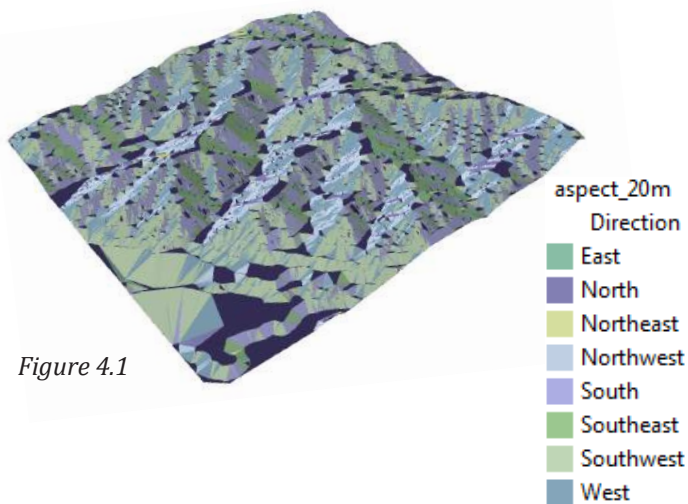 aspect_20m
Direction
East
North
Northeast
Northwest
South
Southeast
Southwest
West
Figure 4.1